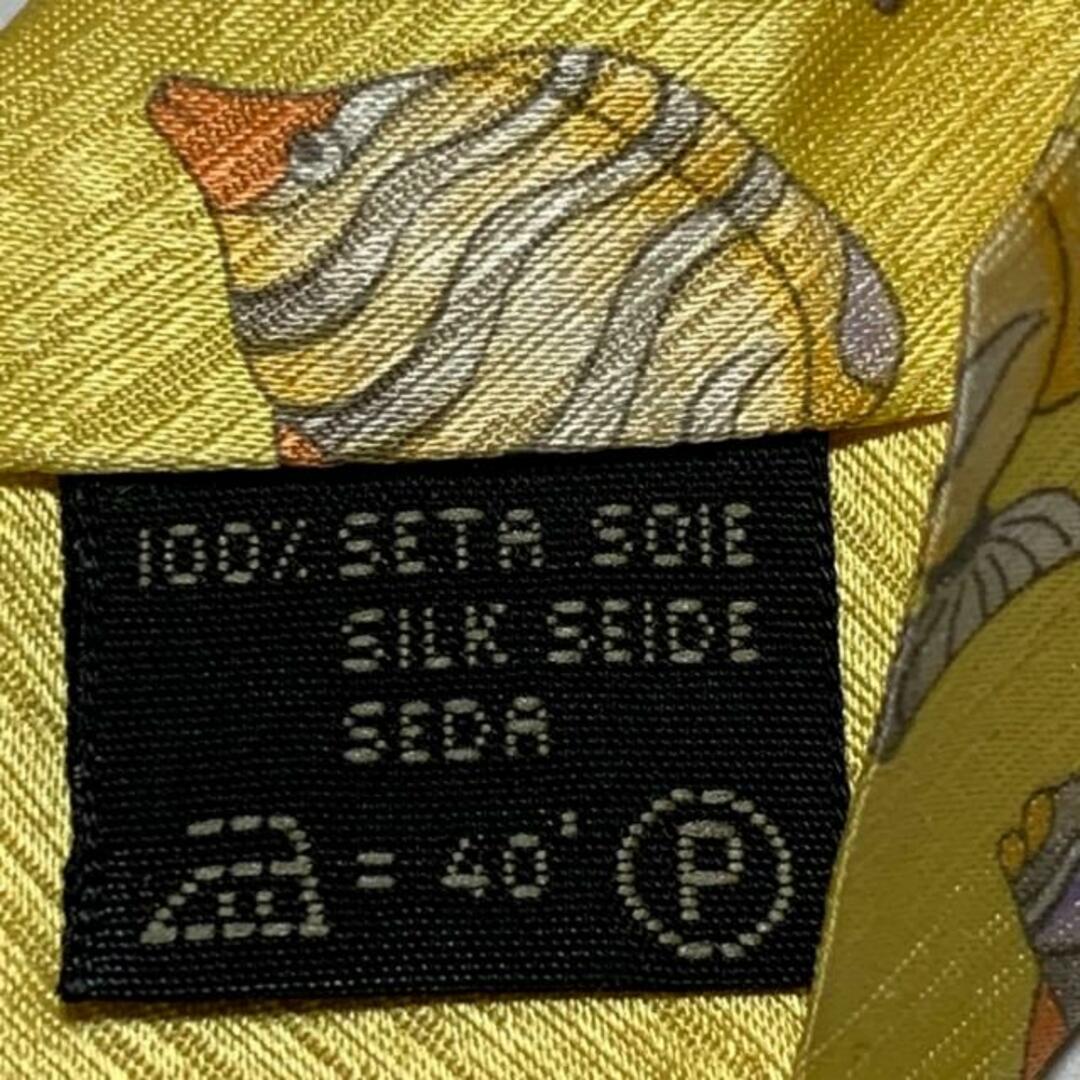 100% SETA SOIE
SILK SEIDE
SEDA
= 40° P